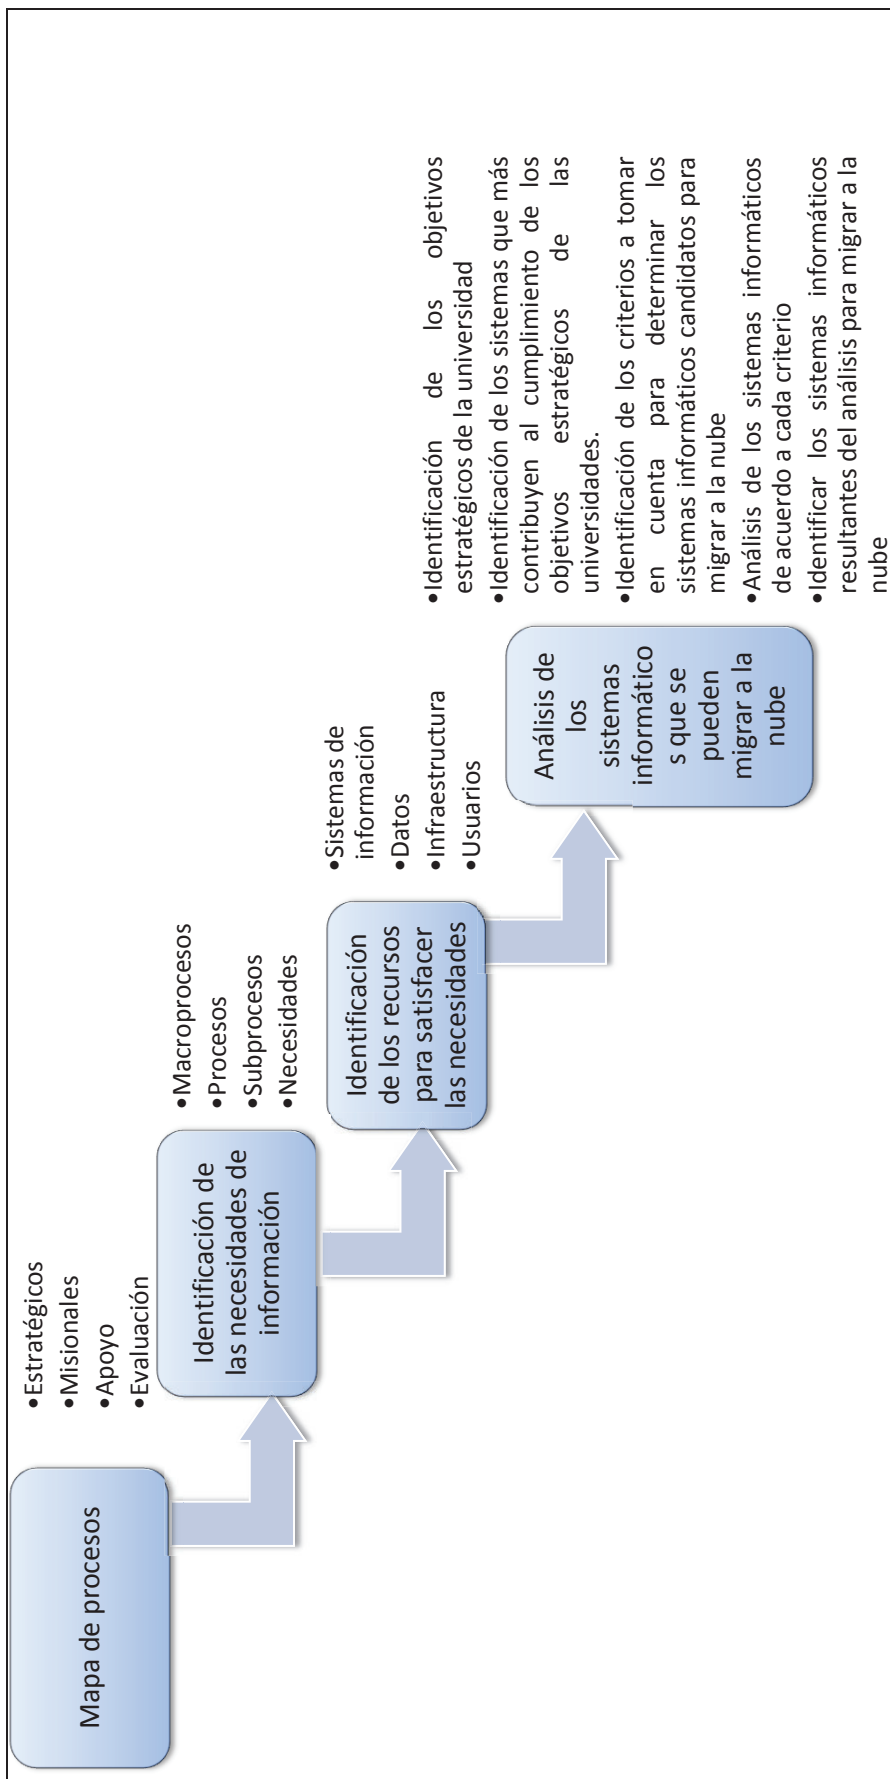 Mapa de procesos
•Estratégicos
•Misionales
•Apoyo
•Evaluación
Identificación de
las necesidades de
información
•Macroprocesos
•Procesos
•Subprocesos
•Necesidades
Identificación
de los recursos
para satisfacer
las necesidades
•Sistemas de
información
•Datos
•Infraestructura
•Usuarios
Análisis de
los
sistemas
informático
s que se
pueden
migrar a la
nube
•Identificación de los objetivos
estratégicos de la universidad
•Identificación de los sistemas que más
contribuyen al cumplimiento de los
objetivos estratégicos de las
universidades.
•Identificación de los criterios a tomar
en cuenta para determinar los
sistemas informáticos candidatos para
migrar a la nube
•Análisis de los sistemas informáticos
de acuerdo a cada criterio
•Identificar los sistemas informáticos
resultantes del análisis para migrar a la
nube